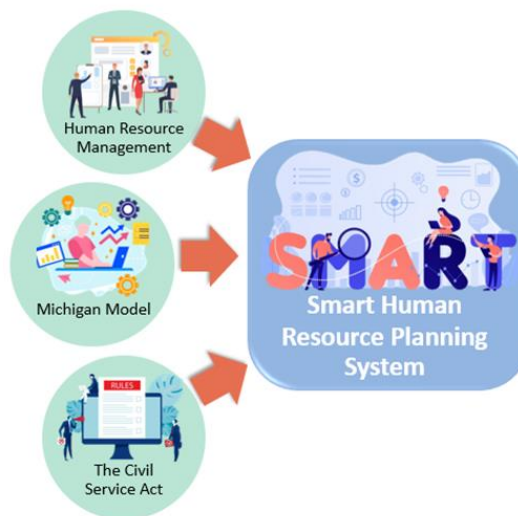 Human Resource
Management
Michigan Model
RULES
The Civil
Service Act
SMART
Smart Human
Resource Planning
System